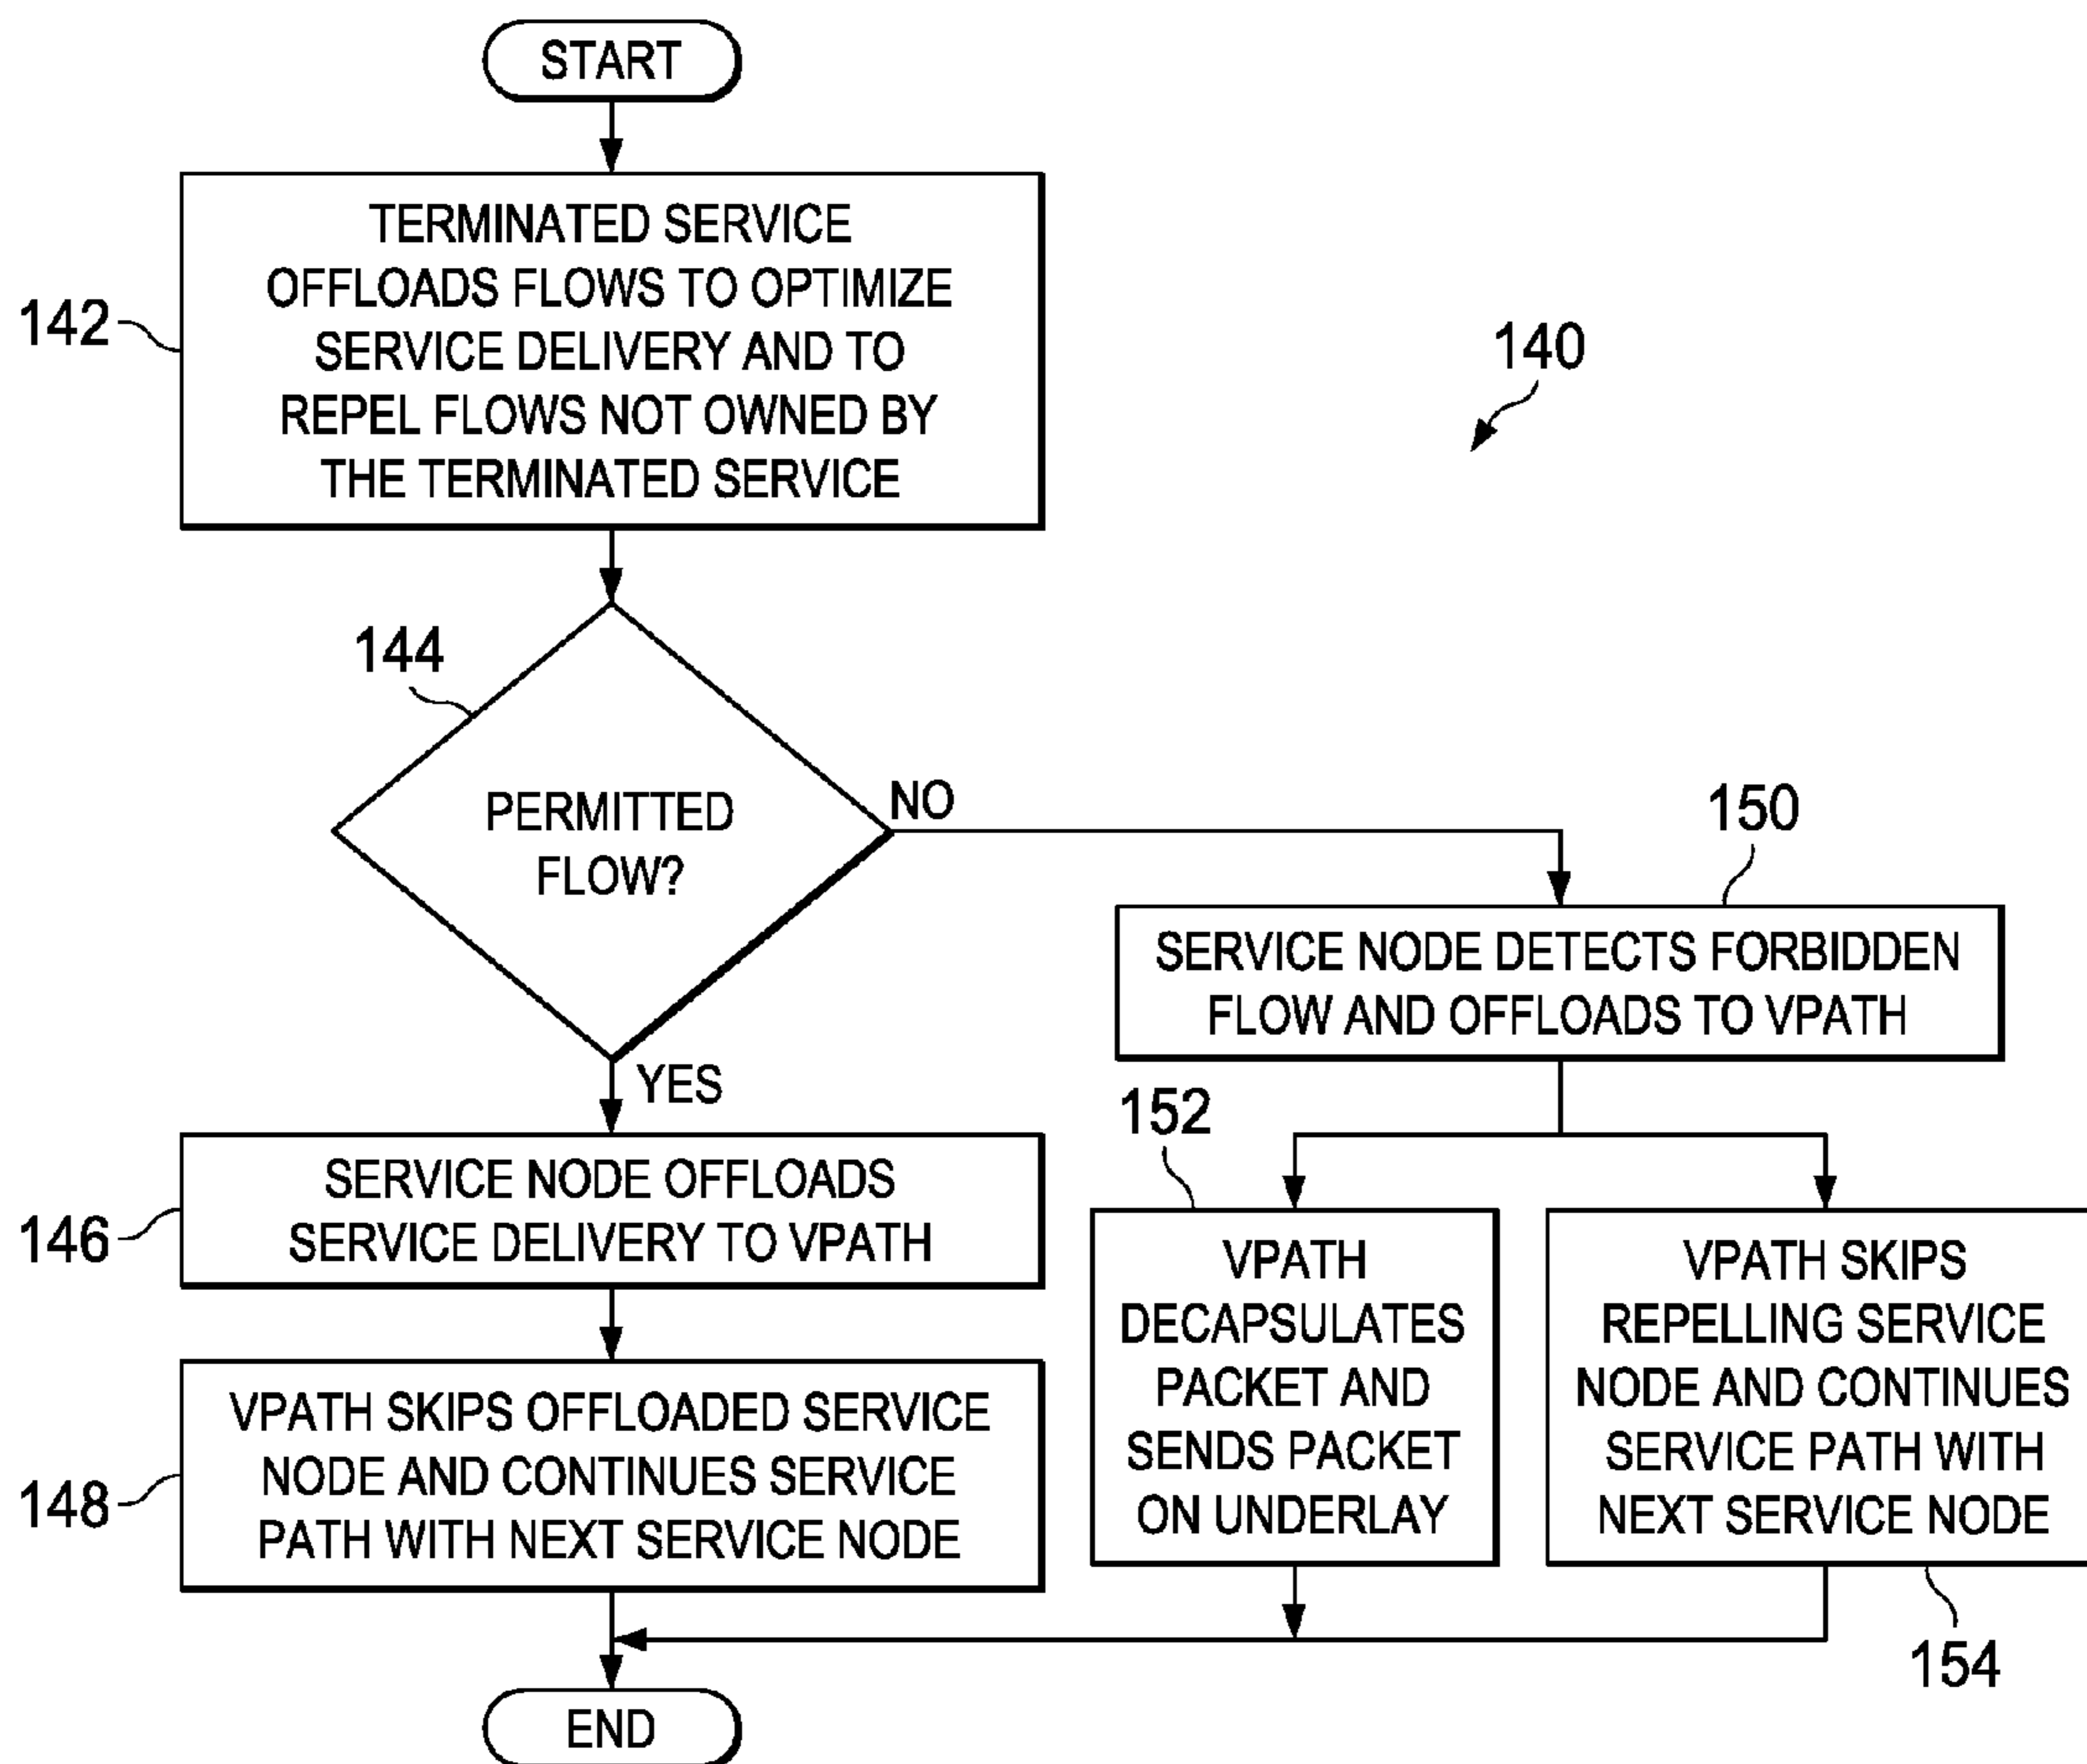 START
TERMINATED SERVICE
OFFLOADS FLOWS TO OPTIMIZE
SERVICE DELIVERY AND TO
REPEL FLOWS NOT OWNED BY
THE TERMINATED SERVICE
142
140
144
PERMITTED
FLOW?
NO
YES
150
SERVICE NODE DETECTS FORBIDDEN
FLOW AND OFFLOADS TO VPATH
146
SERVICE NODE OFFLOADS
SERVICE DELIVERY TO VPATH
148
VPATH SKIPS OFFLOADED SERVICE
NODE AND CONTINUES SERVICE
PATH WITH NEXT SERVICE NODE
152
VPATH
DECAPSULATES
PACKET AND
SENDS PACKET
ON UNDERLAY
VPATH SKIPS
REPELLING SERVICE
NODE AND CONTINUES
SERVICE PATH WITH
NEXT SERVICE NODE
154
END